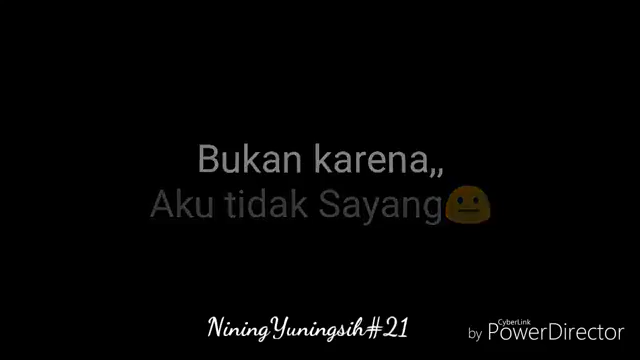 Bukan karena,,
Aku tidak Sayang😐
NiningYuningsih#21
CyberLink
by PowerDirector